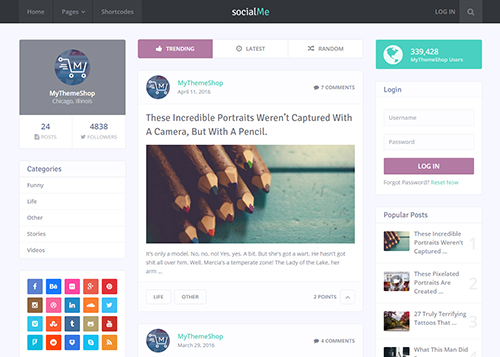 Home Pages Shortcodes socialMe LOG IN
MyThemeShop
Chicago, Illinois
24 4838
POSTS FOLLOWERS
Categories
Funny
Life
Other
Stories
Videos
TRENDING LATEST RANDOM
MyThemeShop
April 11, 2016
7 COMMENTS
These Incredible Portraits Weren't Captured With
A Camera, But With A Pencil.
It's only a model. No, no, no! Yes, yes. A bit. But she's got a wart. He hasn't got
shit all over him. Well, Mercia's a temperate zone! The Lady of the Lake, her
arm ...
LIFE OTHER 2 POINTS
MyThemeShop
March 29, 2016
4 COMMENTS
339,428
MyThemeShop Users
Login
Username
Password
LOG IN
Forgot Password? Reset Now
Popular Posts
These Incredible
Portraits Weren't
Captured ...
1
These Pixelated
Portraits Are
Created ...
2
27 Truly Terrifying
Tattoos That ...
3
What This Man Did